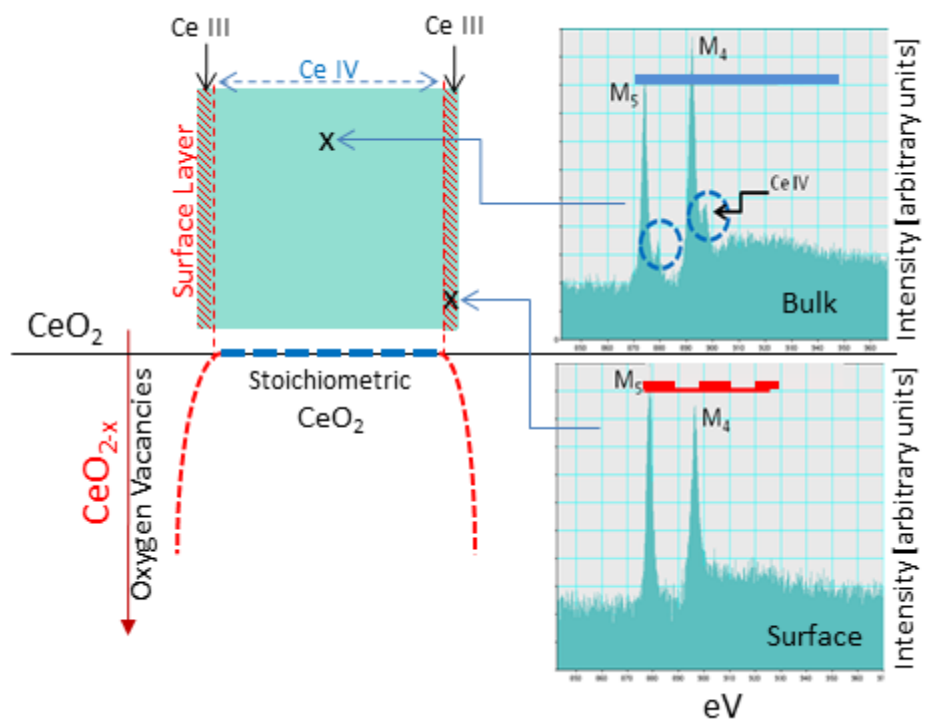 Ce III
Ce III
Ce IV
Surface Layer
x
x
CeO2
Stoichiometric
CeO2
CeO2-x
Oxygen Vacancies
M4
M5
Ce IV
Bulk
Intensity [arbitrary units]
M5
M4
Surface
Intensity [arbitrary units]
eV